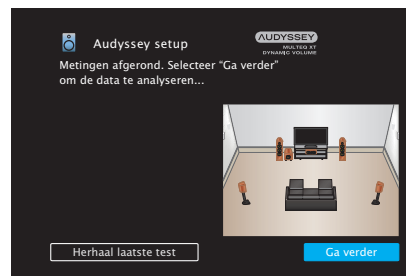 Audyssey setup
AUDYSSEY
MULTEQ XT
DYNAMIC VOLUME
Metingen afgerond. Selecteer “Ga verder”
om de data te analyseren...
Herhaal laatste test
Ga verder